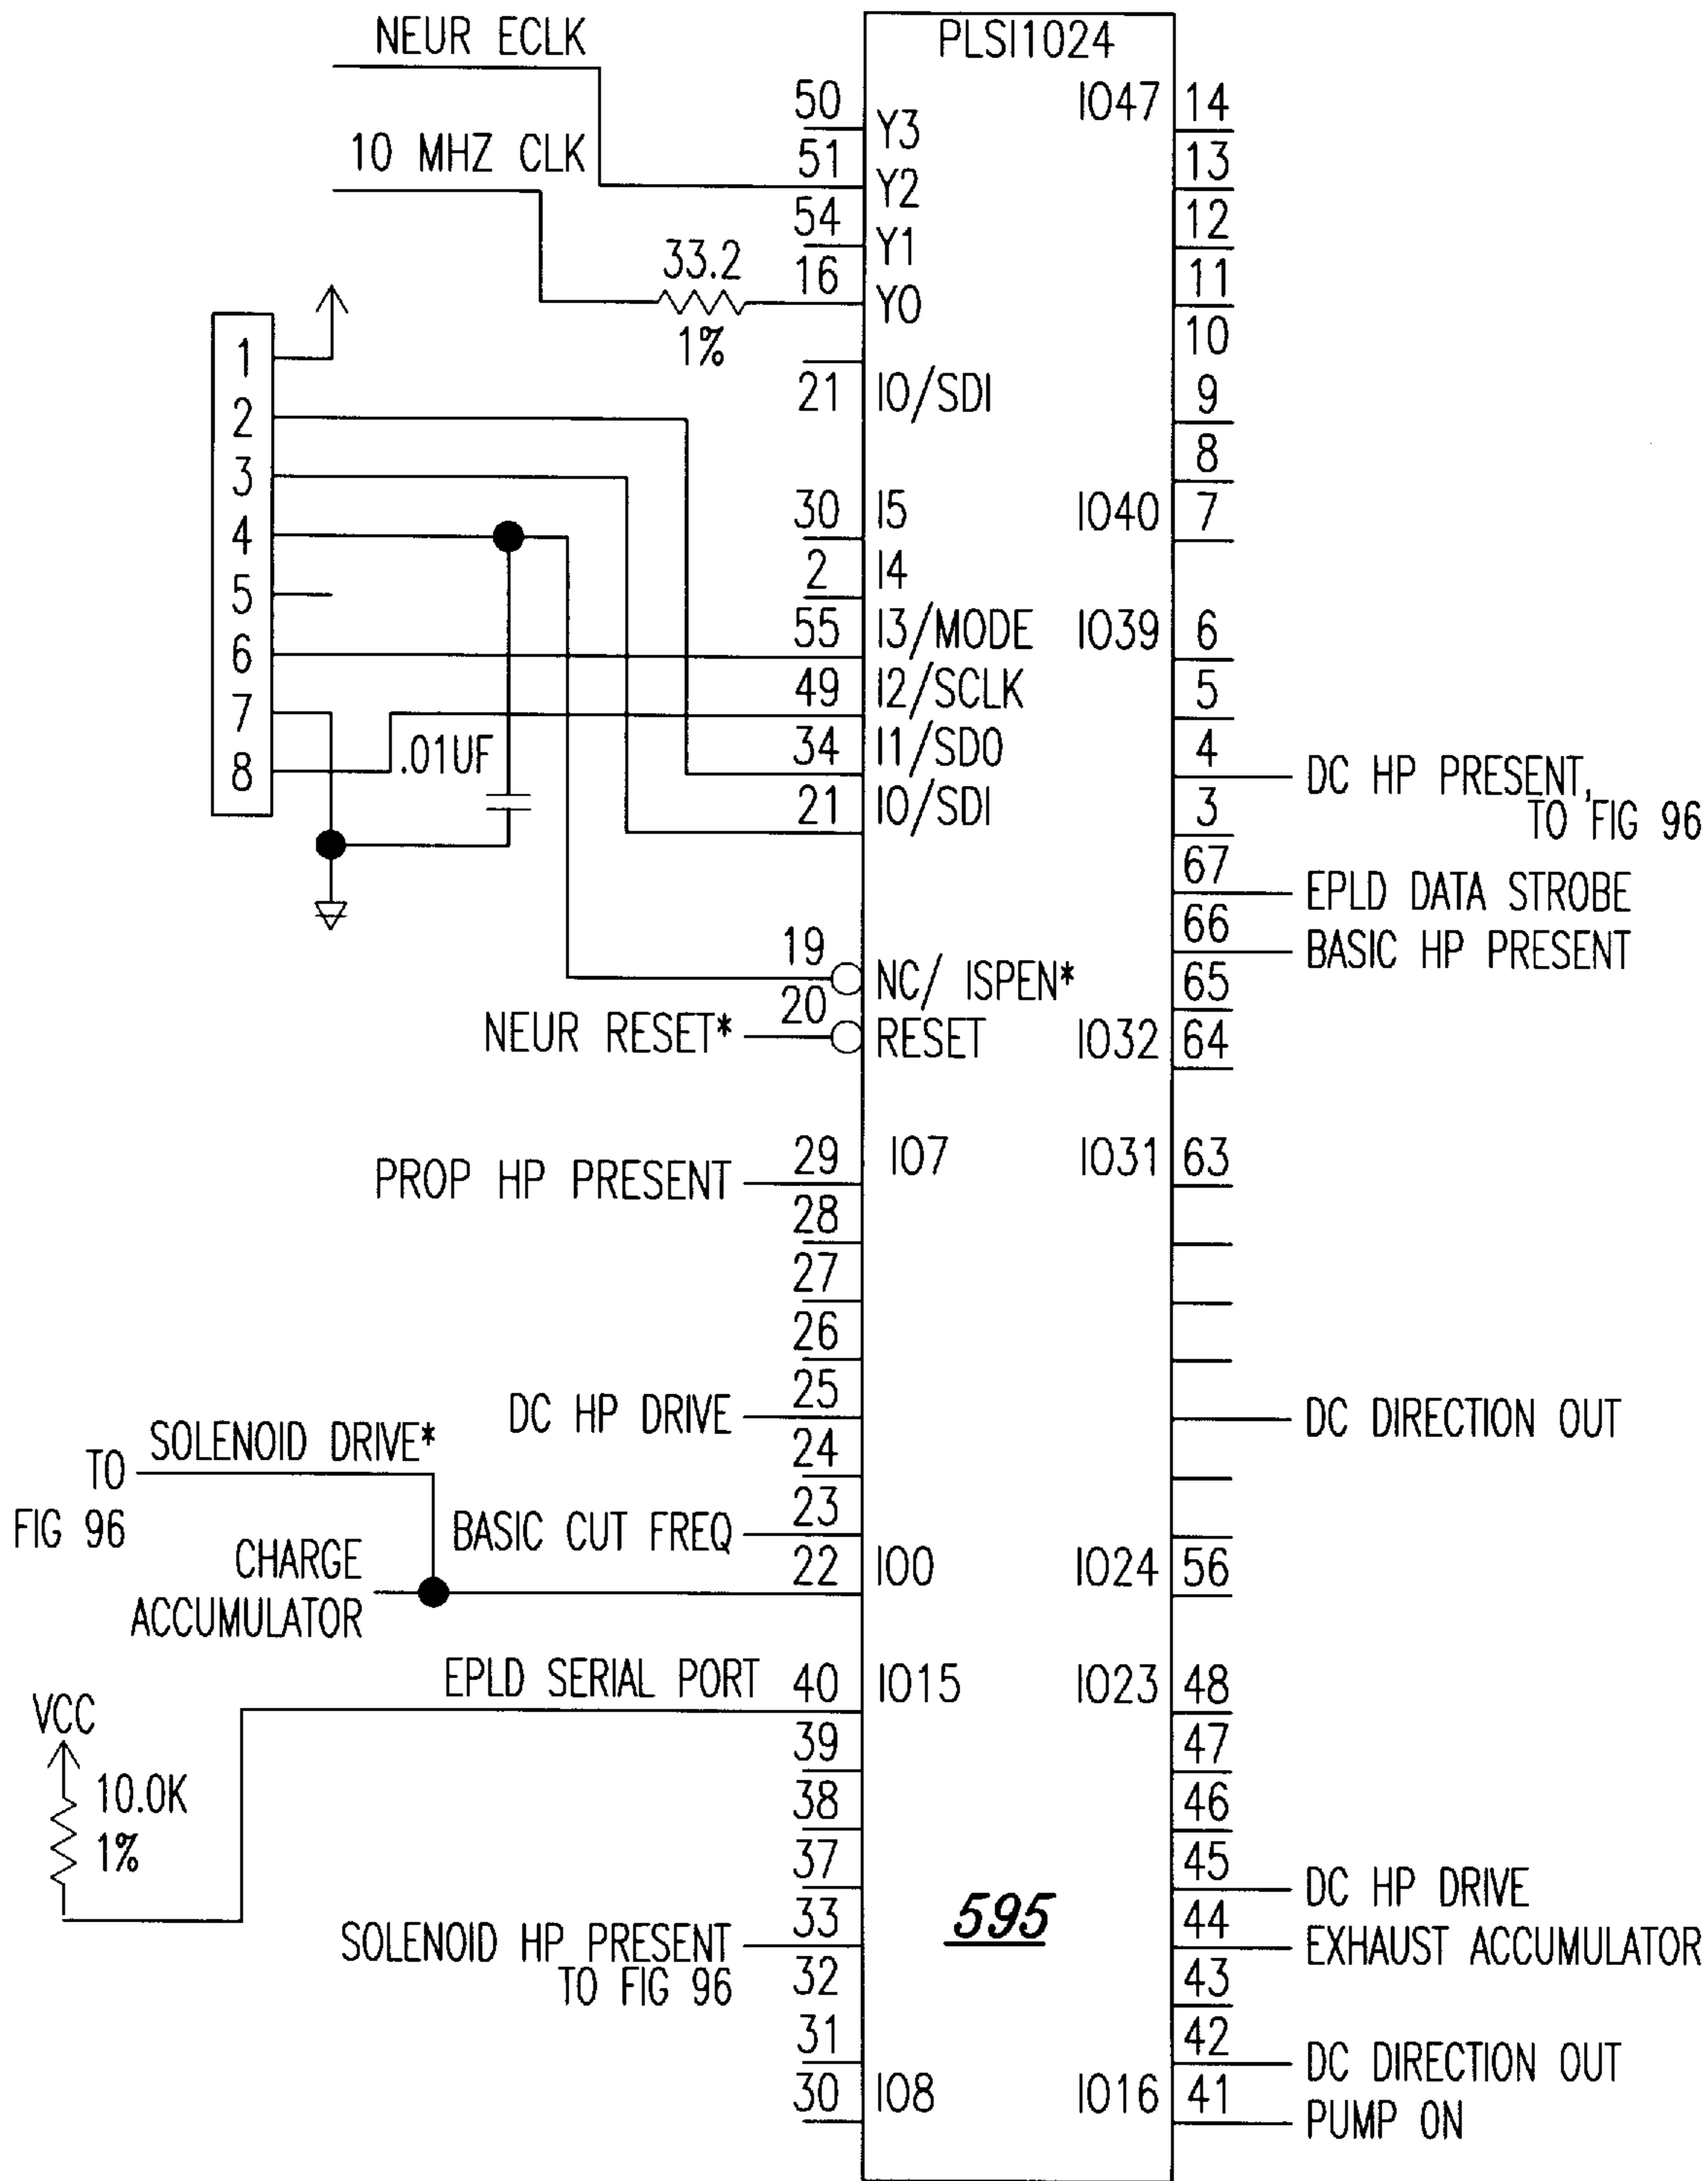 PLSI1024
NEUR ECLK
10 MHZ CLK
33.2
1%
50 Y3
51 Y2
54 Y1
16 Y0
21 I0/SDI
30 I5
2 I4
55 I3/MODE
49 I2/SCLK
34 I1/SDO
21 I0/SDI
1
2
3
4
5
6
7
8
.01UF
19 NC/ ISPEN*
NEUR RESET* 20 RESET
PROP HP PRESENT 29 IO7
28
27
26
DC HP DRIVE 25
24
SOLENOID DRIVE*
TO
FIG 96
BASIC CUT FREQ 23
CHARGE
ACCUMULATOR
22 IO0
EPLD SERIAL PORT 40 IO15
VCC
10.0K
1%
39
38
37
SOLENOID HP PRESENT 33
TO FIG 96
32
31
30 IO8
595
IO47 14
13
12
11
10
9
8
IO40 7
IO39 6
5
4 DC HP PRESENT,
TO FIG 96
3
67 EPLD DATA STROBE
66 BASIC HP PRESENT
65
IO32 64
IO31 63
DC DIRECTION OUT
IO24 56
IO23 48
47
46
45 DC HP DRIVE
44 EXHAUST ACCUMULATOR
43
42 DC DIRECTION OUT
IO16 41 PUMP ON